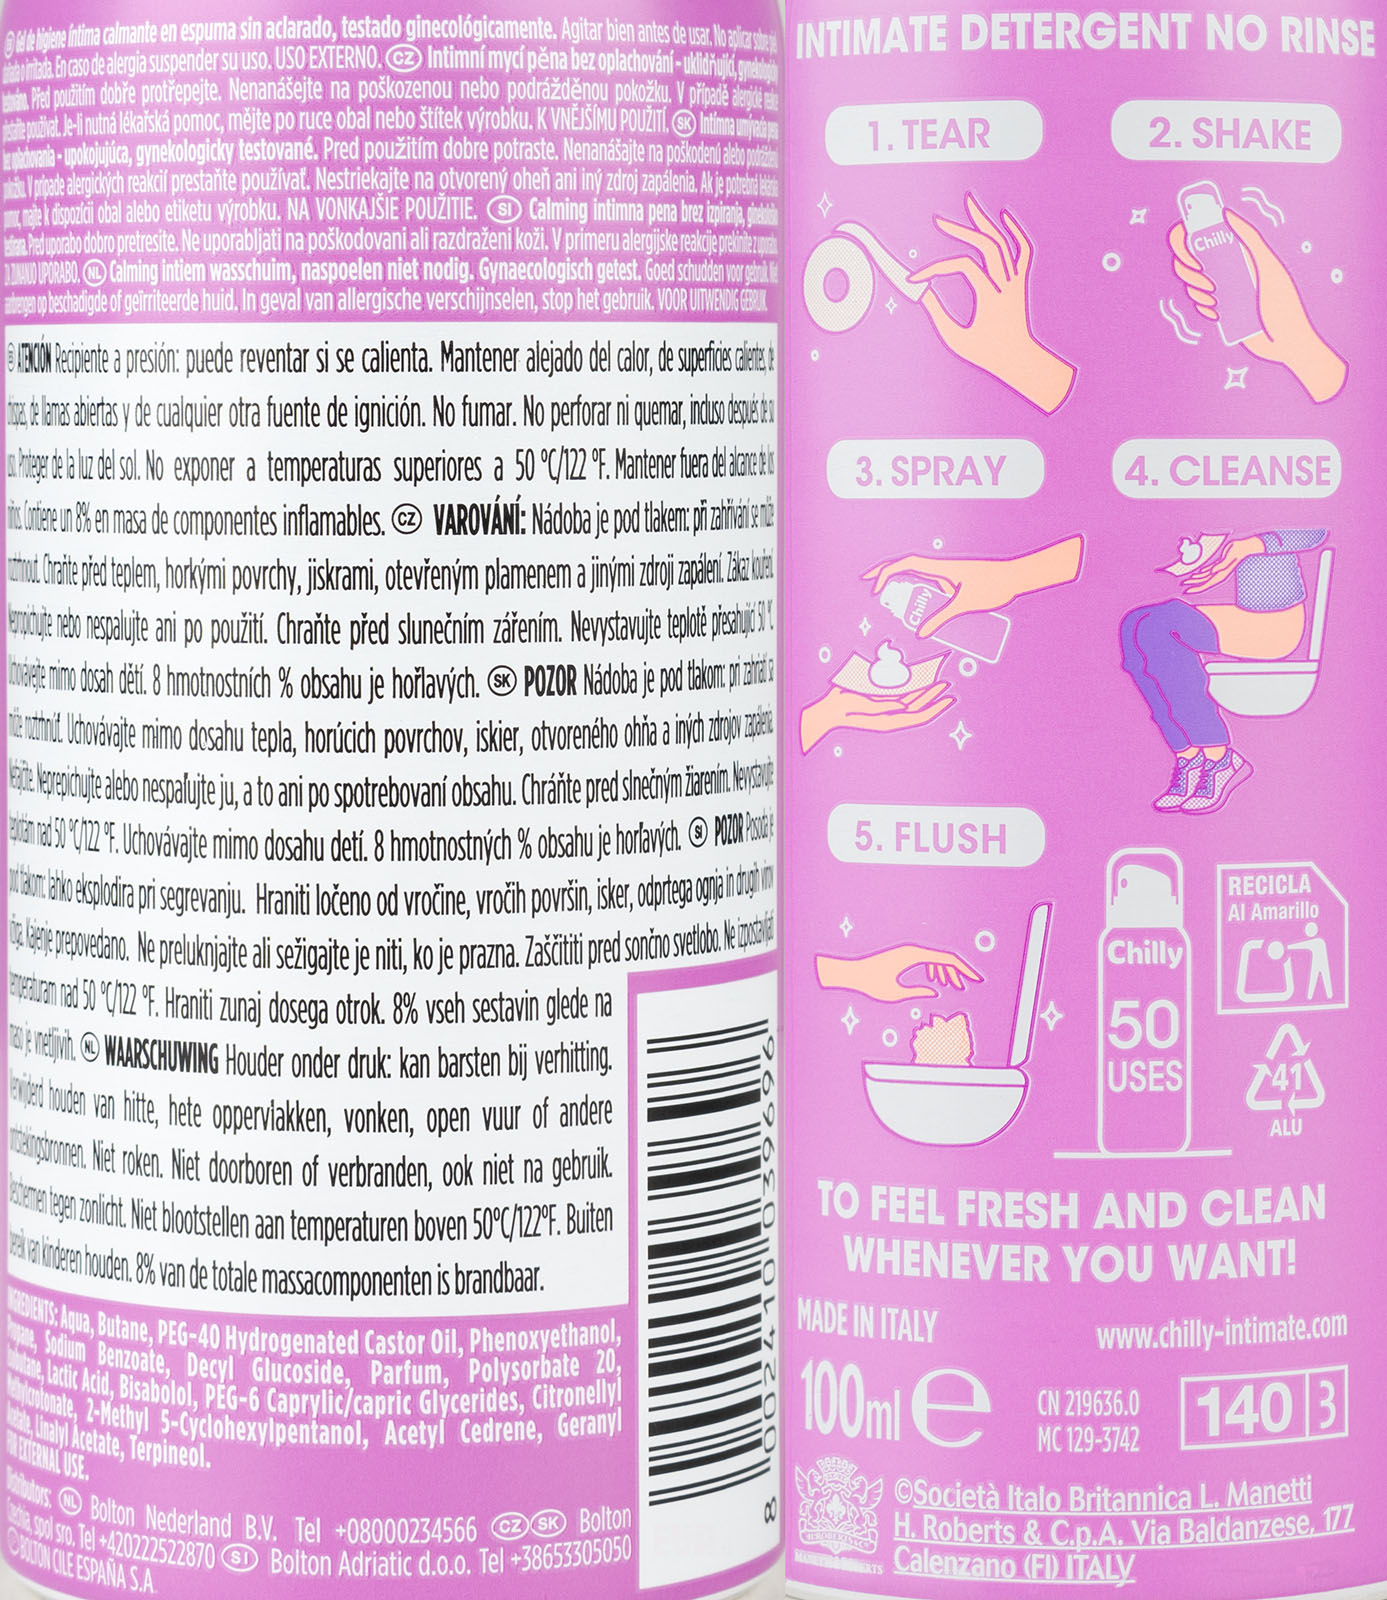 Gel de higiene íntima calmante en espuma sin aclarado, testado ginecológicamente. Agitar bien antes de usar. No aplicar sobre piel
o irritada. En caso de alergia suspender su uso. USO EXTERNO. CZ Intimní mycí pěna bez oplachování - uklidňující, gynekologicky
Před použitím dobře protřepejte. Nenanášejte na poškozenou nebo podrážděnou pokožku. V případě alergické
používat. Je-li nutná lékařská pomoc, mějte po ruce obal nebo štítek výrobku. K VNĚJŠÍMU POUŽITÍ. SK Intímna umývacia
oplachovania - upokojujúca, gynekologicky testované. Pred použitím dobre potraste. Nenanášajte na poškodenú alebo podráždenú
V prípade alergických reakcií prestaňte používať. Nestriekajte na otvorený oheň ani iný zdroj zapálenia. Ak je potrebná
majte k dispozícii obal alebo etiketu výrobku. NA VONKAJŠIE POUŽITIE. SI Calming intimna pena brez izpiranja, ginekološko
Pred uporabo dobro pretresite. Ne uporabljati na poškodovani ali razdraženi koži. V primeru alergijske reakcije prekinite z uporabo.
ZA ZUNANJO UPORABO. NL Calming intiem wasschuim, naspoelen niet nodig. Gynaecologisch getest. Goed schudden voor gebruik. Niet
aanbrengen op beschadigde of geïrriteerde huid. In geval van allergische verschijnselen, stop het gebruik. VOOR UITWENDIG GEBRUIK.
ATENCIÓN Recipiente a presión: puede reventar si se calienta. Mantener alejado del calor, de superficies calientes, de
chispas, de llamas abiertas y de cualquier otra fuente de ignición. No fumar. No perforar ni quemar, incluso después de su
uso. Proteger de la luz del sol. No exponer a temperaturas superiores a 50 °C/122 °F. Mantener fuera del alcance de los
niños. Contiene un 8% en masa de componentes inflamables. CZ VAROVÁNÍ: Nádoba je pod tlakem: při zahřívání se může
roztrhnout. Chraňte před teplem, horkými povrchy, jiskrami, otevřeným plamenem a jinými zdroji zapálení. Zákaz kouření.
Nepropichujte nebo nespalujte ani po použití. Chraňte před slunečním zářením. Nevystavujte teplotě přesahující 50 °C
Uchovávejte mimo dosah dětí. 8 hmotnostních % obsahu je hořlavých. SK POZOR Nádoba je pod tlakom: pri zahriatí sa
môže roztrhnúť. Uchovávajte mimo dosahu tepla, horúcich povrchov, iskier, otvoreného ohňa a iných zdrojov zapálenia.
Nefajčite. Neprepichujte alebo nespaľujte ju, a to ani po spotrebovaní obsahu. Chráňte pred slnečným žiarením. Nevystavujte
teplotám nad 50 °C/122 °F. Uchovávajte mimo dosahu detí. 8 hmotnostných % obsahu je horľavých. SI POZOR Posoda je
pod tlakom: lahko eksplodira pri segrevanju. Hraniti ločeno od vročine, vročih površin, isker, odprtega ognja in drugih virov
vžiga. Kajenje prepovedano. Ne preluknjajte ali sežigajte je niti, ko je prazna. Zaščititi pred sončno svetlobo. Ne izpostavljati
temperaturam nad 50 °C/122 °F. Hraniti zunaj dosega otrok. 8% vseh sestavin glede na
maso je vnetljivih. NL WAARSCHUWING Houder onder druk: kan barsten bij verhitting.
Verwijderd houden van hitte, hete oppervlakken, vonken, open vuur of andere
ontstekingsbronnen. Niet roken. Niet doorboren of verbranden, ook niet na gebruik.
Beschermen tegen zonlicht. Niet blootstellen aan temperaturen boven 50°C/122°F. Buiten
bereik van kinderen houden. 8% van de totale massacomponenten is brandbaar.
INGREDIENTS: Aqua, Butane, PEG-40 Hydrogenated Castor Oil, Phenoxyethanol,
Propane, Sodium Benzoate, Decyl Glucoside, Parfum, Polysorbate 20,
Isobutane, Lactic Acid, Bisabolol, PEG-6 Caprylic/capric Glycerides, Citronellyl
Methylcrotonate, 2-Methyl 5-Cyclohexylpentanol, Acetyl Cedrene, Geranyl
Acetate, Linalyl Acetate, Terpineol.
FOR EXTERNAL USE.
Distributors: NL Bolton Nederland B.V. Tel +08000234566 CZ SK Bolton
Czechia, spol sro. Tel +420222522870 SI Bolton Adriatic d.o.o. Tel +38653305050
BOLTON CILE ESPAÑA S.A.
8 002410 039696
INTIMATE DETERGENT NO RINSE
1. TEAR
2. SHAKE
Chilly
3. SPRAY
4. CLEANSE
Chilly
5. FLUSH
Chilly
50
USES
RECICLA
Al Amarillo
41
ALU
TO FEEL FRESH AND CLEAN
WHENEVER YOU WANT!
MADE IN ITALY
www.chilly-intimate.com
100ml e
CN 219636.0
MC 129-3742
140 3
©Società Italo Britannica L. Manetti
H. Roberts & C.p.A. Via Baldanzese, 177
Calenzano (FI) ITALY